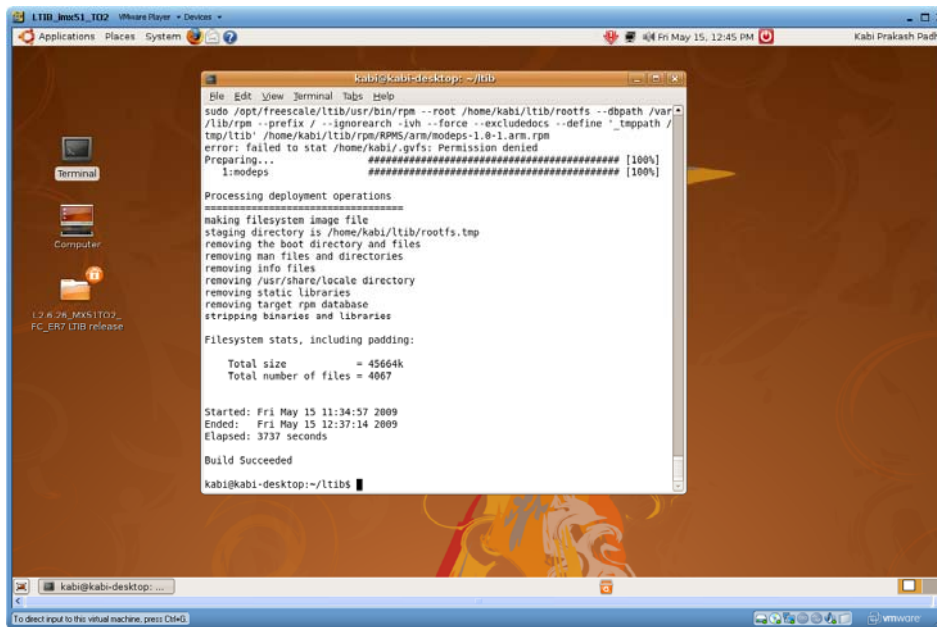 LTIB_imx51_TO2 VMware Player Devices
Applications Places System Fri May 15, 12:45 PM Kabi Prakash Padh
kabi@kabi-desktop: ~/ltib
File Edit View Terminal Tabs Help
sudo /opt/freescale/ltib/usr/bin/rpm --root /home/kabi/ltib/rootfs --dbpath /var
/lib/rpm --prefix / --ignorearch -ivh --force --excludedocs --define '_tmppath /
tmp/ltib' /home/kabi/ltib/rpm/RPMS/arm/modeps-1.0-1.arm.rpm
error: failed to stat /home/kabi/.gvfs: Permission denied
Preparing... ########################################### [100%]
1:modeps ########################################### [100%]
Processing deployment operations
================================
making filesystem image file
staging directory is /home/kabi/ltib/rootfs.tmp
removing the boot directory and files
removing man files and directories
removing info files
removing /usr/share/locale directory
removing static libraries
removing target rpm database
stripping binaries and libraries
Filesystem stats, including padding:
Total size = 45664k
Total number of files = 4067
Started: Fri May 15 11:34:57 2009
Ended: Fri May 15 12:37:14 2009
Elapsed: 3737 seconds
Build Succeeded
kabi@kabi-desktop:~/ltib$
Terminal
Computer
L2.6.26_MX51TO2_
FC_ER7 LTIB release
kabi@kabi-desktop: ...
To direct input to this virtual machine, press Ctrl+G.
vmware